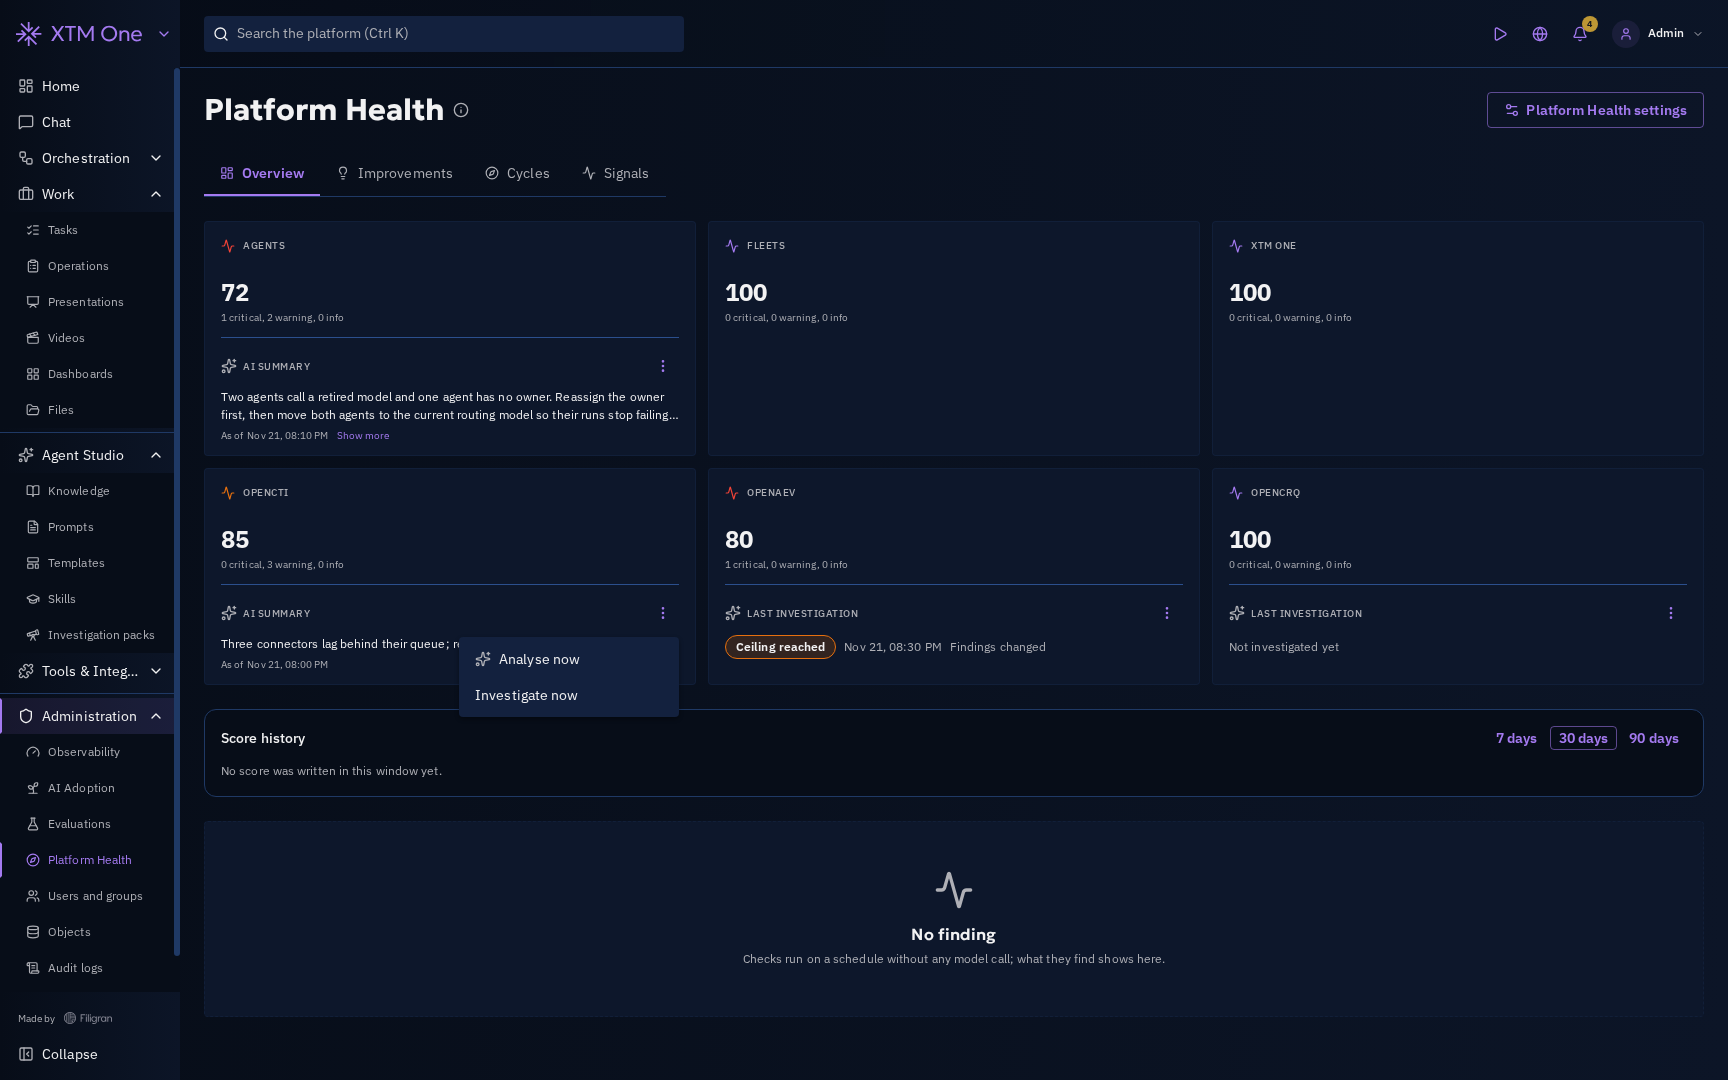 XTM One
Search the platform (Ctrl K)
4
Admin
Home
Chat
Orchestration
Work
Tasks
Operations
Presentations
Videos
Dashboards
Files
Agent Studio
Knowledge
Prompts
Templates
Skills
Investigation packs
Tools & Integ...
Administration
Observability
AI Adoption
Evaluations
Platform Health
Users and groups
Objects
Audit logs
Made by Filigran
Collapse
Platform Health
Platform Health settings
Overview
Improvements
Cycles
Signals
AGENTS
72
1 critical, 2 warning, 0 info
AI SUMMARY
Two agents call a retired model and one agent has no owner. Reassign the owner
first, then move both agents to the current routing model so their runs stop failing...
As of Nov 21, 08:10 PM Show more
FLEETS
100
0 critical, 0 warning, 0 info
XTM ONE
100
0 critical, 0 warning, 0 info
OPENCTI
85
0 critical, 3 warning, 0 info
AI SUMMARY
Three connectors lag behind their queue;
As of Nov 21, 08:00 PM
Analyse now
Investigate now
OPENAEV
80
1 critical, 0 warning, 0 info
LAST INVESTIGATION
Ceiling reached Nov 21, 08:30 PM Findings changed
OPENCRQ
100
0 critical, 0 warning, 0 info
LAST INVESTIGATION
Not investigated yet
Score history
7 days
30 days
90 days
No score was written in this window yet.
No finding
Checks run on a schedule without any model call; what they find shows here.